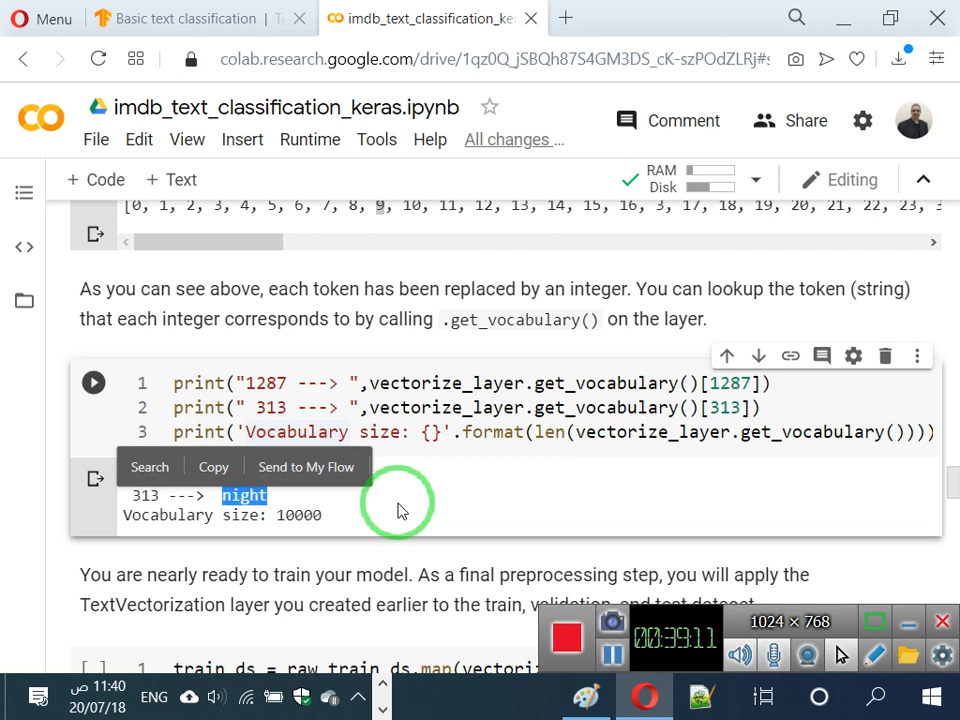 Menu
Basic text classification
imdb_text_classification_ke
colab.research.google.com/drive/1qz0Q_jSBQh87S4GM3DS_cK-szPOdZLRj#s
imdb_text_classification_keras.ipynb
Comment
Share
File Edit View Insert Runtime Tools Help All changes …
+ Code + Text
RAM
Disk
Editing
[0, 1, 2, 3, 4, 5, 6, 7, 8, 9, 10, 11, 12, 13, 14, 15, 16, 3, 17, 18, 19, 20, 21, 22, 23, 3
As you can see above, each token has been replaced by an integer. You can lookup the token (string)
that each integer corresponds to by calling .get_vocabulary() on the layer.
1 print("1287 ---> ",vectorize_layer.get_vocabulary()[1287])
2 print(" 313 ---> ",vectorize_layer.get_vocabulary()[313])
3 print('Vocabulary size: {}'.format(len(vectorize_layer.get_vocabulary())))
Search Copy Send to My Flow
313 ---> night
Vocabulary size: 10000
You are nearly ready to train your model. As a final preprocessing step, you will apply the
TextVectorization layer you created earlier to the train, validation, and test dataset.
[ ] 1 train_ds = raw_train_ds.map(vectoriz
1024 × 768
00:39:11
11:40 ص
20/07/18
ENG